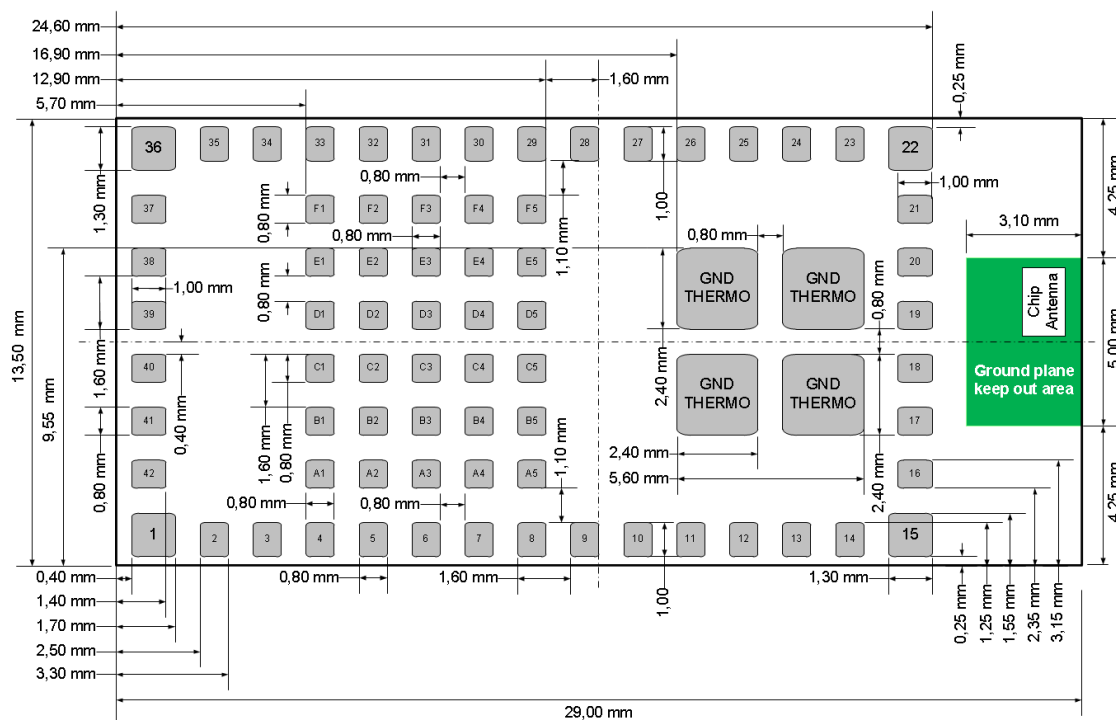 24,60 mm
16,90 mm
12,90 mm
1,60 mm
5,70 mm
0,25 mm
36
35
34
33
32
31
30
29
28
27
26
25
24
23
22
0,80 mm
1,00
1,00 mm
1,30 mm
4,25 mm
37
0,80 mm
F1
F2
F3
F4
F5
21
3,10 mm
0,80 mm
1,10 mm
0,80 mm
38
E1
E2
E3
E4
E5
20
GND
THERMO
GND
THERMO
1,00 mm
0,80 mm
0,80 mm
Chip
Antenna
39
D1
D2
D3
D4
D5
19
13,50 mm
5,00 mm
1,60 mm
2,40 mm
40
C1
C2
C3
C4
C5
18
GND
THERMO
GND
THERMO
Ground plane
keep out area
9,55 mm
0,40 mm
41
B1
B2
B3
B4
B5
17
1,60 mm
0,80 mm
1,10 mm
2,40 mm
5,60 mm
2,40 mm
0,80 mm
42
A1
A2
A3
A4
A5
16
0,80 mm
0,80 mm
4,25 mm
1
2
3
4
5
6
7
8
9
10
11
12
13
14
15
0,40 mm
0,80 mm
1,60 mm
1,00
1,30 mm
0,25 mm
1,25 mm
1,55 mm
2,35 mm
3,15 mm
1,40 mm
1,70 mm
2,50 mm
3,30 mm
29,00 mm